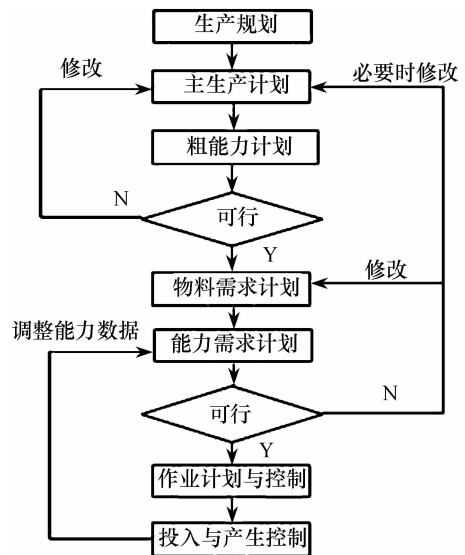 生产规划
修改
必要时修改
主生产计划
粗能力计划
N
可行
Y
物料需求计划
修改
调整能力数据
能力需求计划
N
可行
Y
作业计划与控制
投入与产生控制